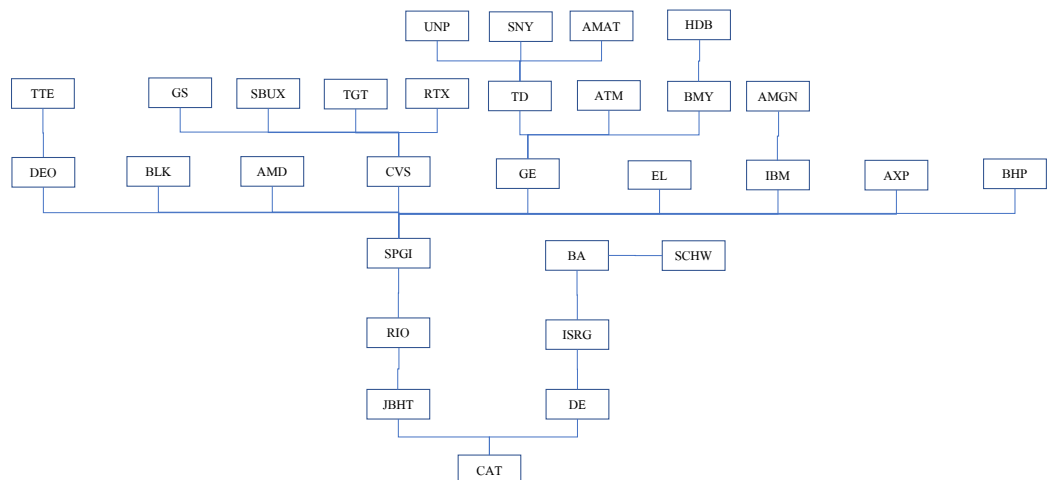 UNP SNY AMAT HDB
TTE GS SBUX TGT RTX TD ATM BMY AMGN
DEO BLK AMD CVS GE EL IBM AXP BHP
SPGI BA SCHW
RIO ISRG
JBHT DE
CAT